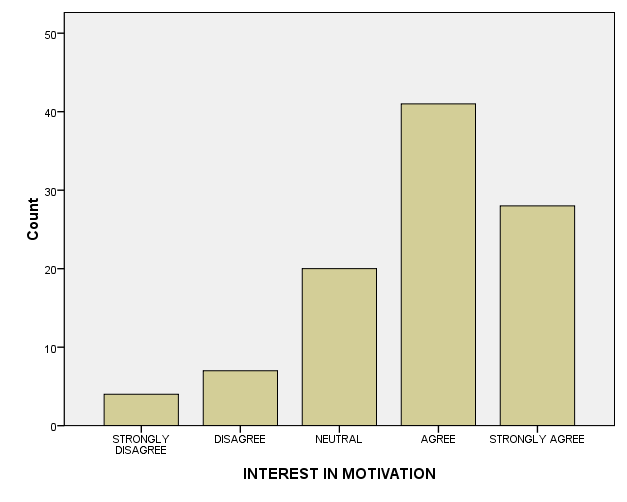 50
40
30
20
10
0
Count
STRONGLY
DISAGREE
DISAGREE
NEUTRAL
AGREE
STRONGLY AGREE
INTEREST IN MOTIVATION